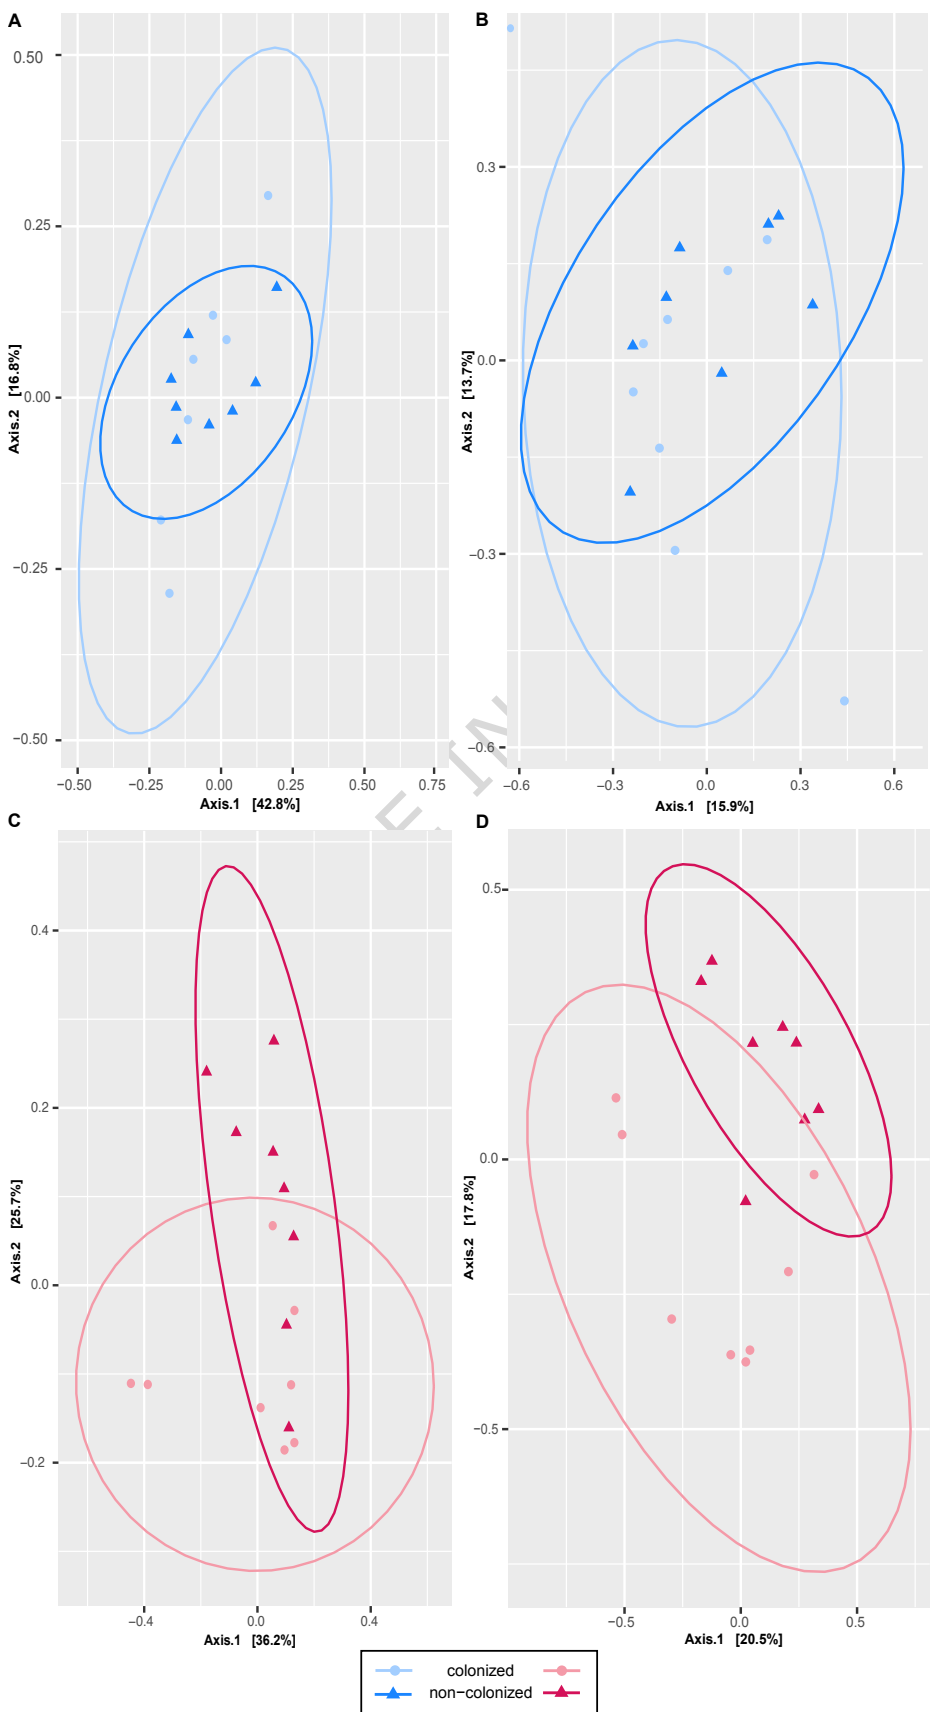 A
0.50
0.25
0.00
−0.25
−0.50
Axis.2 [16.8%]
−0.50
−0.25
0.00
0.25
0.50
0.75
Axis.1 [42.8%]
B
0.3
0.0
−0.3
−0.6
Axis.2 [13.7%]
−0.6
−0.3
0.0
0.3
0.6
Axis.1 [15.9%]
E IN
C
0.4
0.2
0.0
−0.2
Axis.2 [25.7%]
−0.4
0.0
0.4
Axis.1 [36.2%]
D
0.5
0.0
−0.5
Axis.2 [17.8%]
−0.5
0.0
0.5
Axis.1 [20.5%]
colonized
non−colonized